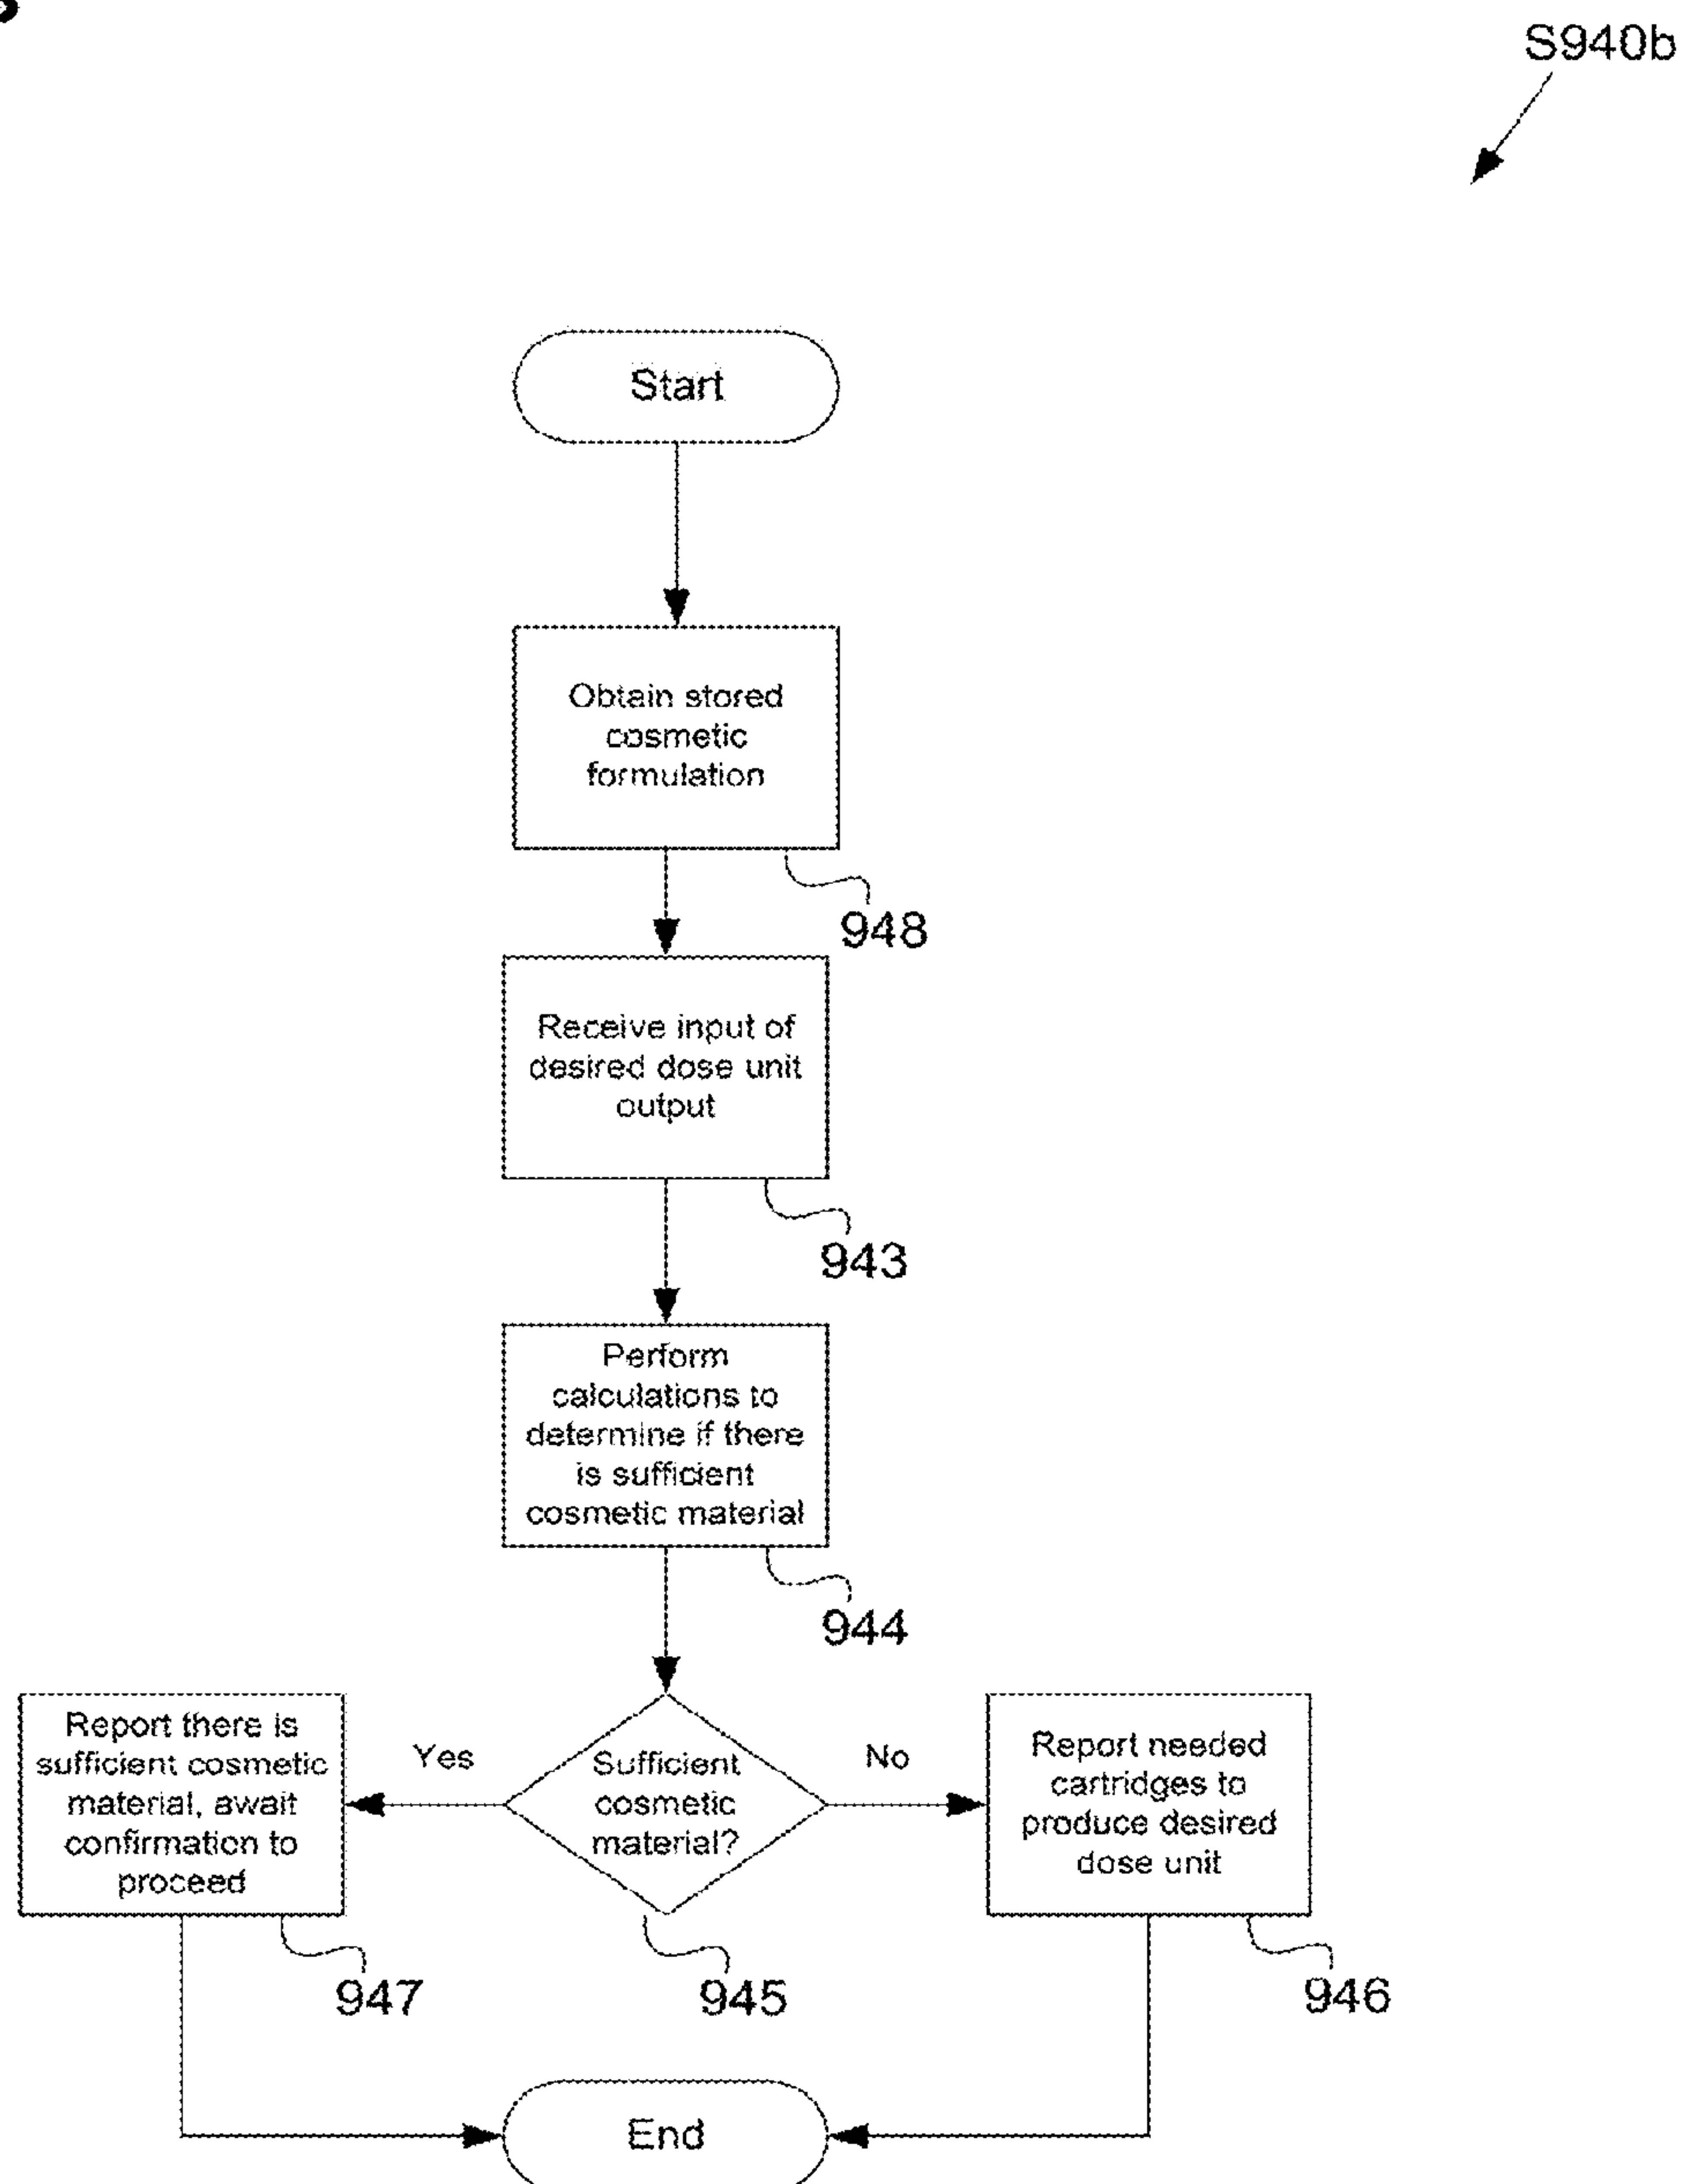 S940b
Start
Obtain stored
cosmetic
formulation
948
Receive input of
desired dose unit
output
943
Perform
calculations to
determine if there
is sufficient
cosmetic material
944
Report there is
sufficient cosmetic
material, await
confirmation to
proceed
947
Yes
Sufficient
cosmetic
material?
945
No
Report needed
cartridges to
produce desired
dose unit
946
End